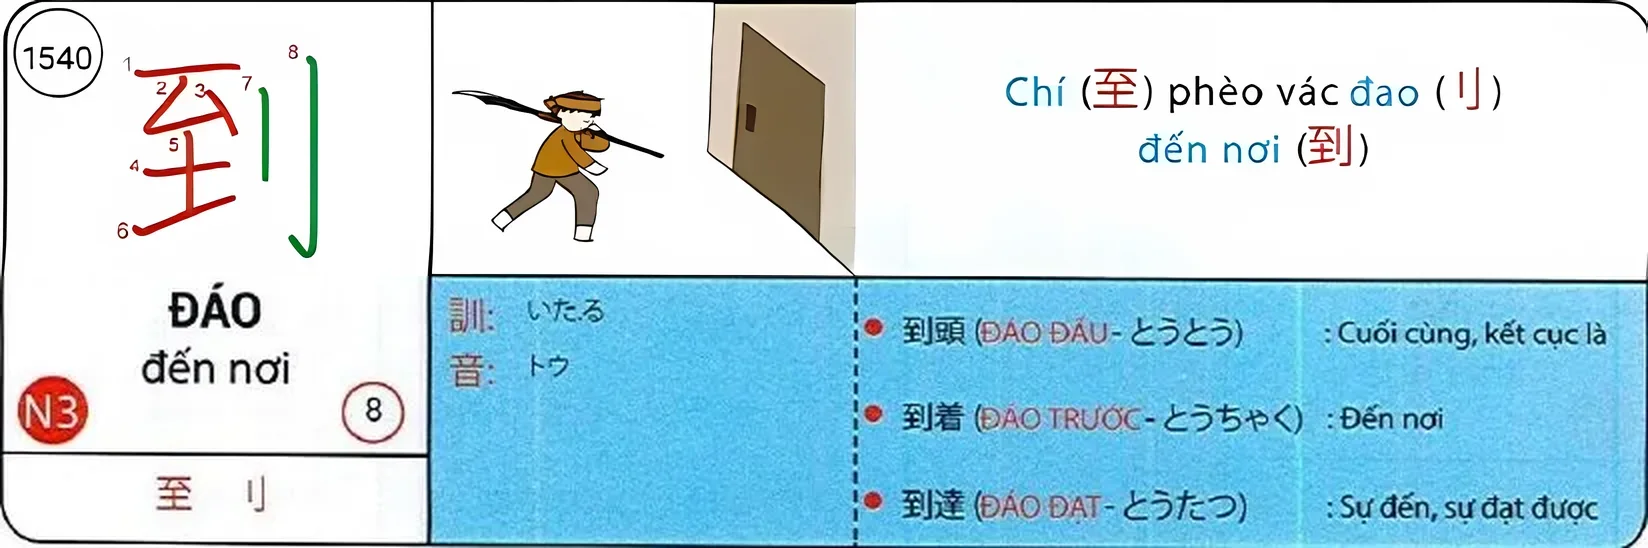 1540
1 2 3 4 5 6 7 8
到
ĐÁO
đến nơi
N3
8
至 刂
Chí (至) phèo vác đao (刂)
đến nơi (到)
訓: いた.る
音: トウ
到頭 (ĐÁO ĐẦU - とうとう) : Cuối cùng, kết cục là
到着 (ĐÁO TRƯỚC - とうちゃく) : Đến nơi
到達 (ĐÁO ĐẠT - とうたつ) : Sự đến, sự đạt được